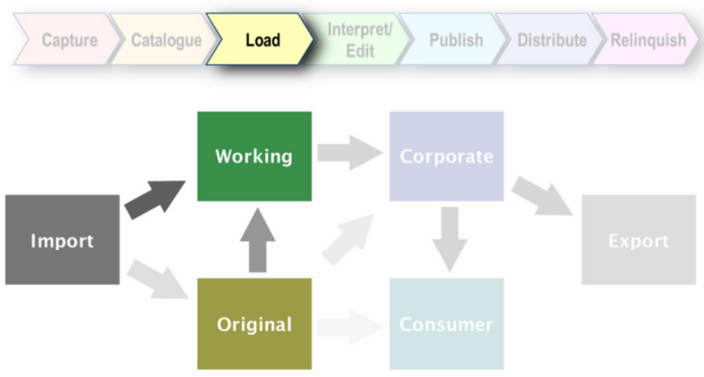 Capture
Catalogue
Load
Interpret/
Edit
Publish
Distribute
Relinquish
Working
Corporate
Import
Export
Original
Consumer